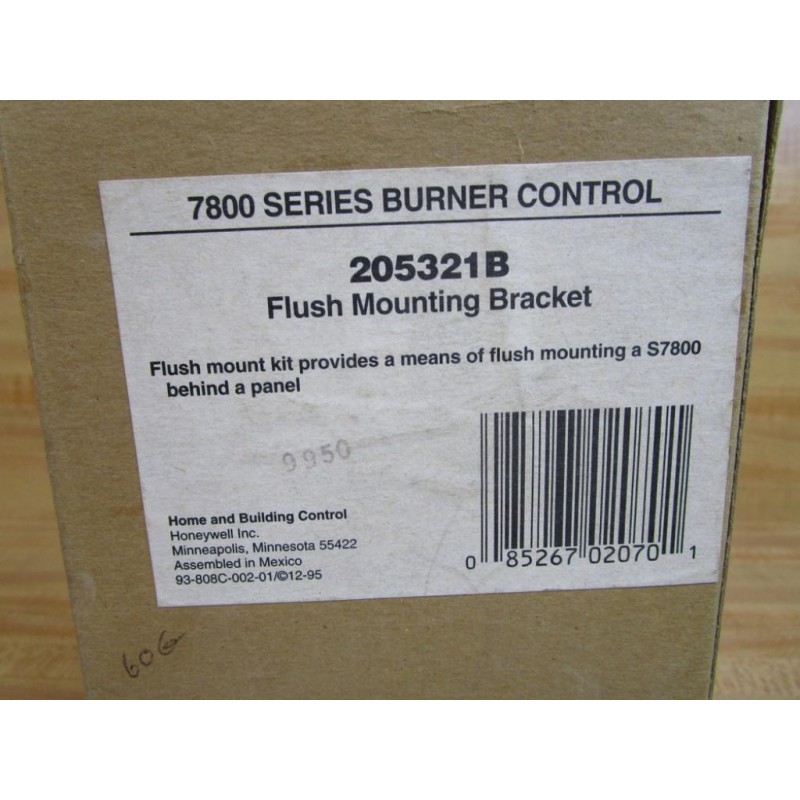 7800 SERIES BURNER CONTROL
205321B
Flush Mounting Bracket
Flush mount kit provides a means of flush mounting a S7800
behind a panel
9950
Home and Building Control
Honeywell Inc.
Minneapolis, Minnesota 55422
Assembled in Mexico
93-808C-002-01/©12-95
0 85267 02070 1
606